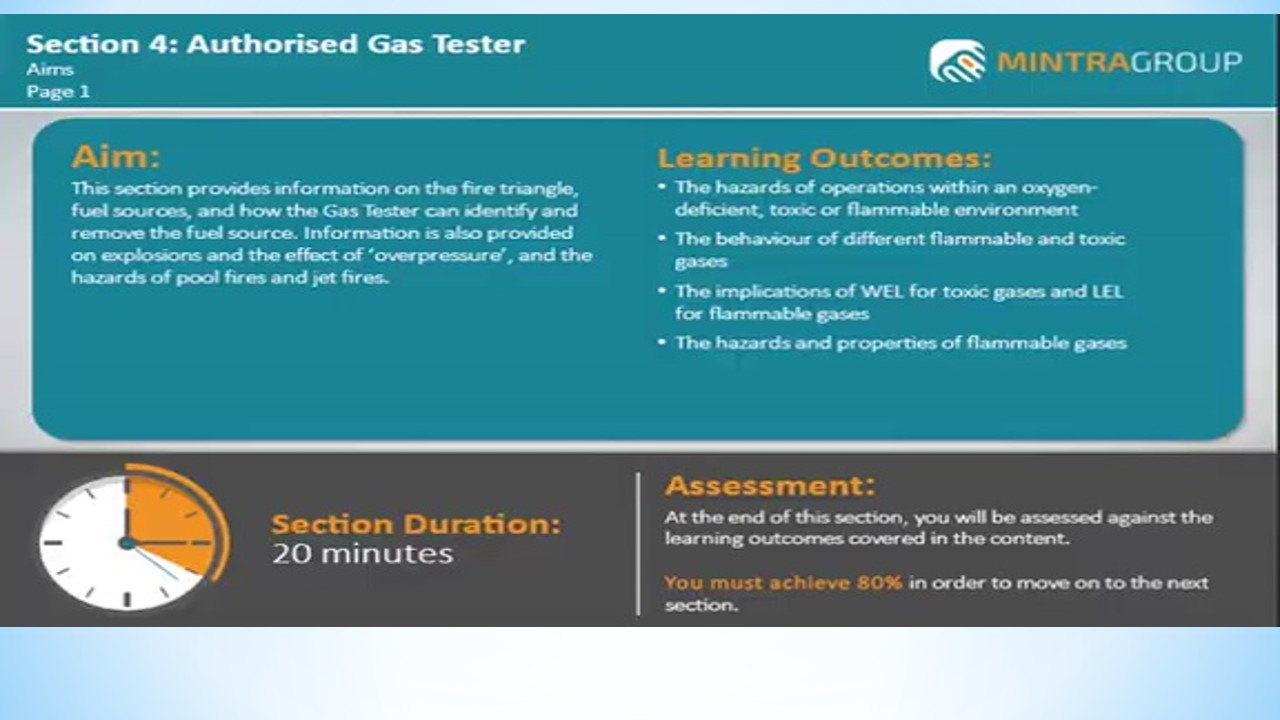 Section 4: Authorised Gas Tester
Aims
Page 1
MINTRAGROUP
Aim:
This section provides information on the fire triangle,
fuel sources, and how the Gas Tester can identify and
remove the fuel source. Information is also provided
on explosions and the effect of 'overpressure', and the
hazards of pool fires and jet fires.
Learning Outcomes:
• The hazards of operations within an oxygen-
deficient, toxic or flammable environment
• The behaviour of different flammable and toxic
gases
• The implications of WEL for toxic gases and LEL
for flammable gases
• The hazards and properties of flammable gases
Section Duration:
20 minutes
Assessment:
At the end of this section, you will be assessed against the
learning outcomes covered in the content.
You must achieve 80% in order to move on to the next
section.